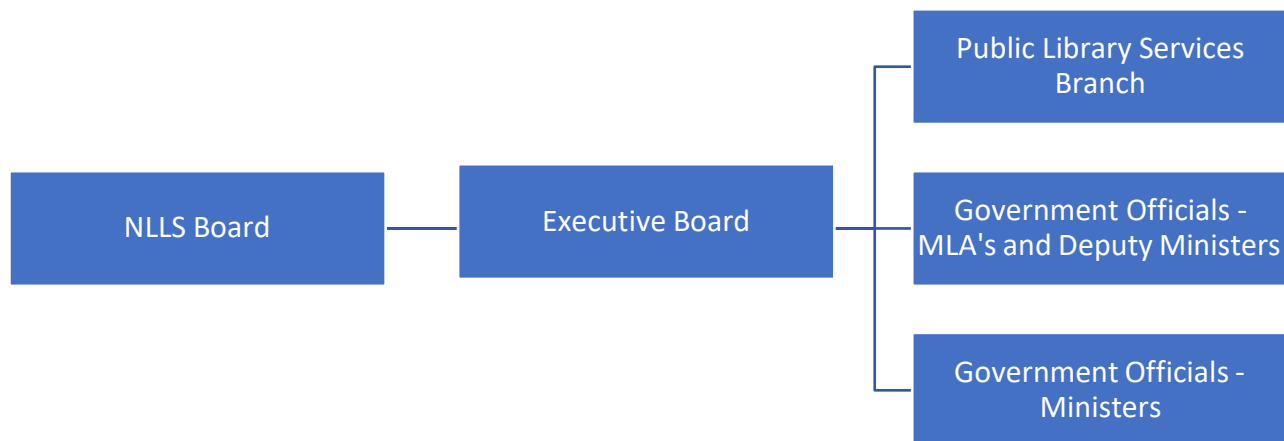 NLLS Board
Executive Board
Public Library Services
Branch
Government Officials -
MLA's and Deputy Ministers
Government Officials -
Ministers